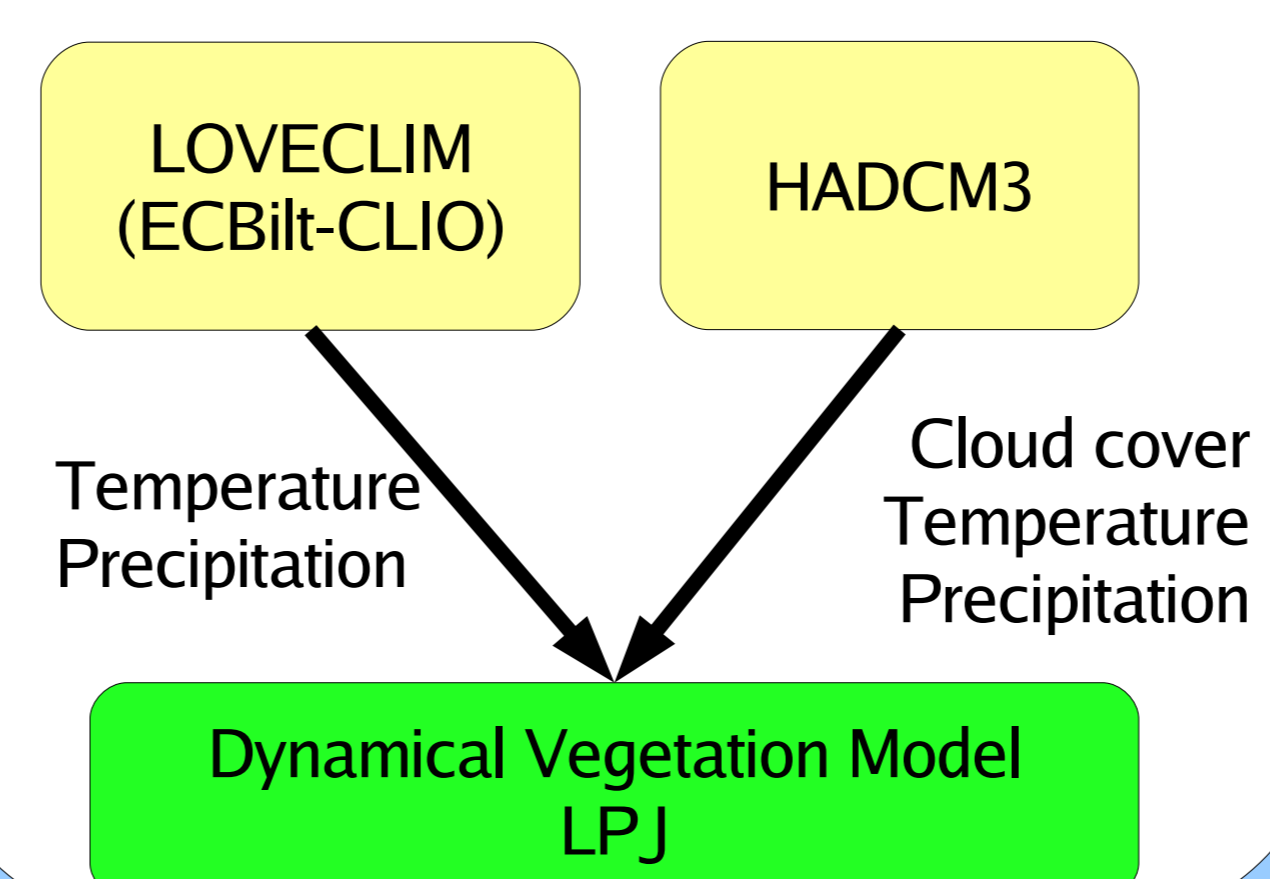 LOVECLIM
(ECBilt-CLIO)
HADCM3
Temperature
Precipitation
Cloud cover
Temperature
Precipitation
Dynamical Vegetation Model
LPJ